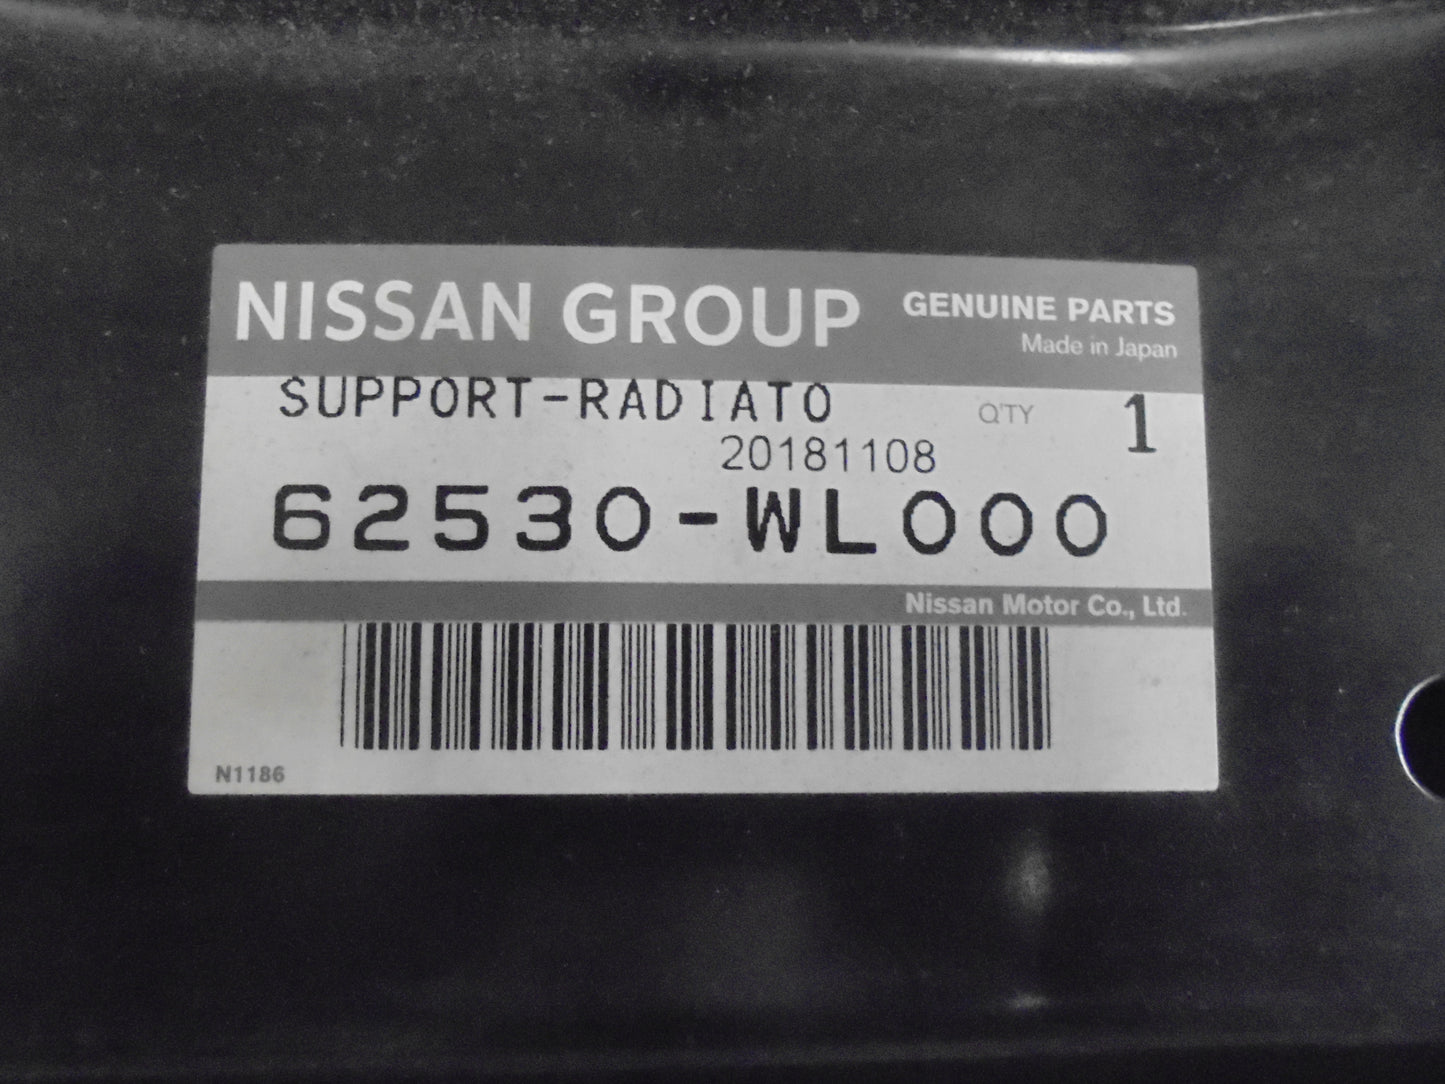 NISSAN GROUP GENUINE PARTS
Made in Japan
SUPPORT-RADIATO Q'TY 1
20181108
62530-WL000
Nissan Motor Co., Ltd.
N1186